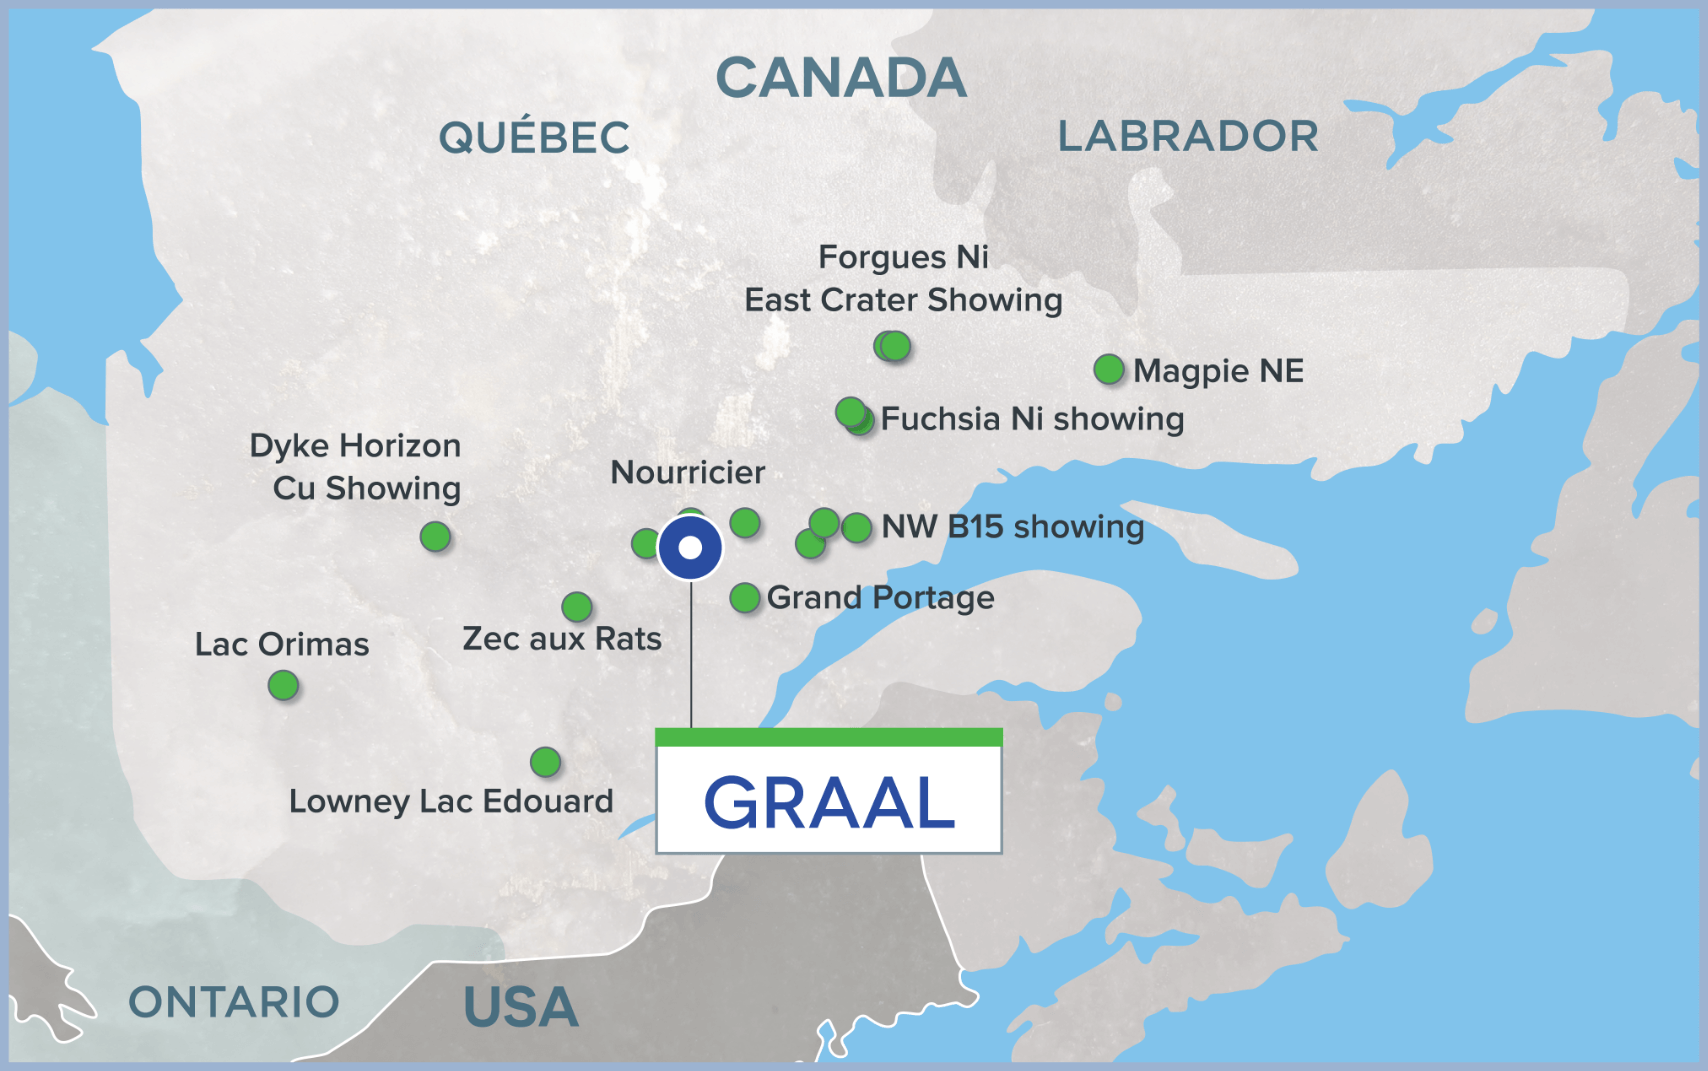 CANADA
QUÉBEC
LABRADOR
Forgues Ni
East Crater Showing
Magpie NE
Fuchsia Ni showing
Dyke Horizon
Cu Showing
Nourricier
NW B15 showing
Grand Portage
Zec aux Rats
Lac Orimas
Lowney Lac Edouard
GRAAL
ONTARIO
USA